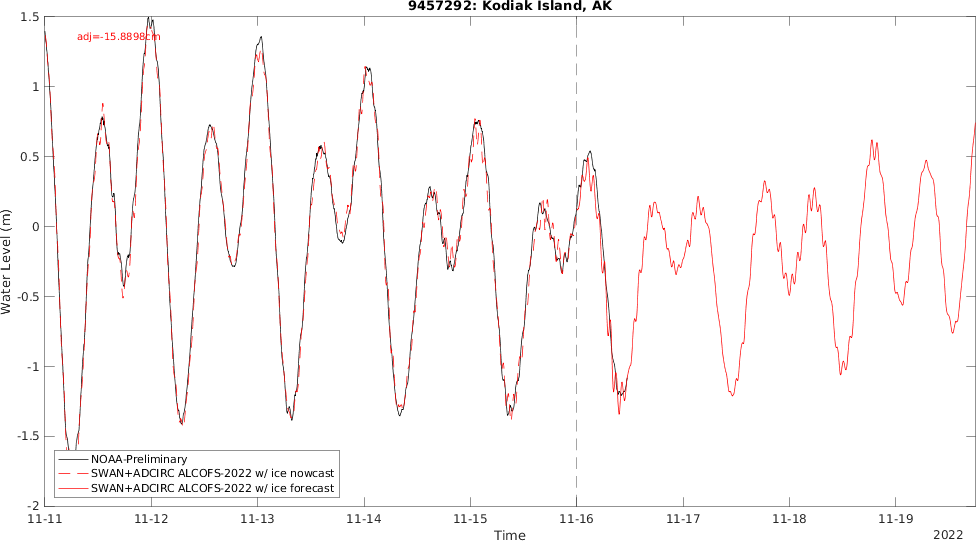 9457292: Kodiak Island, AK
adj=-15.8898cm
1.5
1
0.5
0
-0.5
-1
-1.5
-2
Water Level (m)
NOAA-Preliminary
SWAN+ADCIRC ALCOFS-2022 w/ ice nowcast
SWAN+ADCIRC ALCOFS-2022 w/ ice forecast
11-11 11-12 11-13 11-14 11-15 11-16 11-17 11-18 11-19
Time
2022